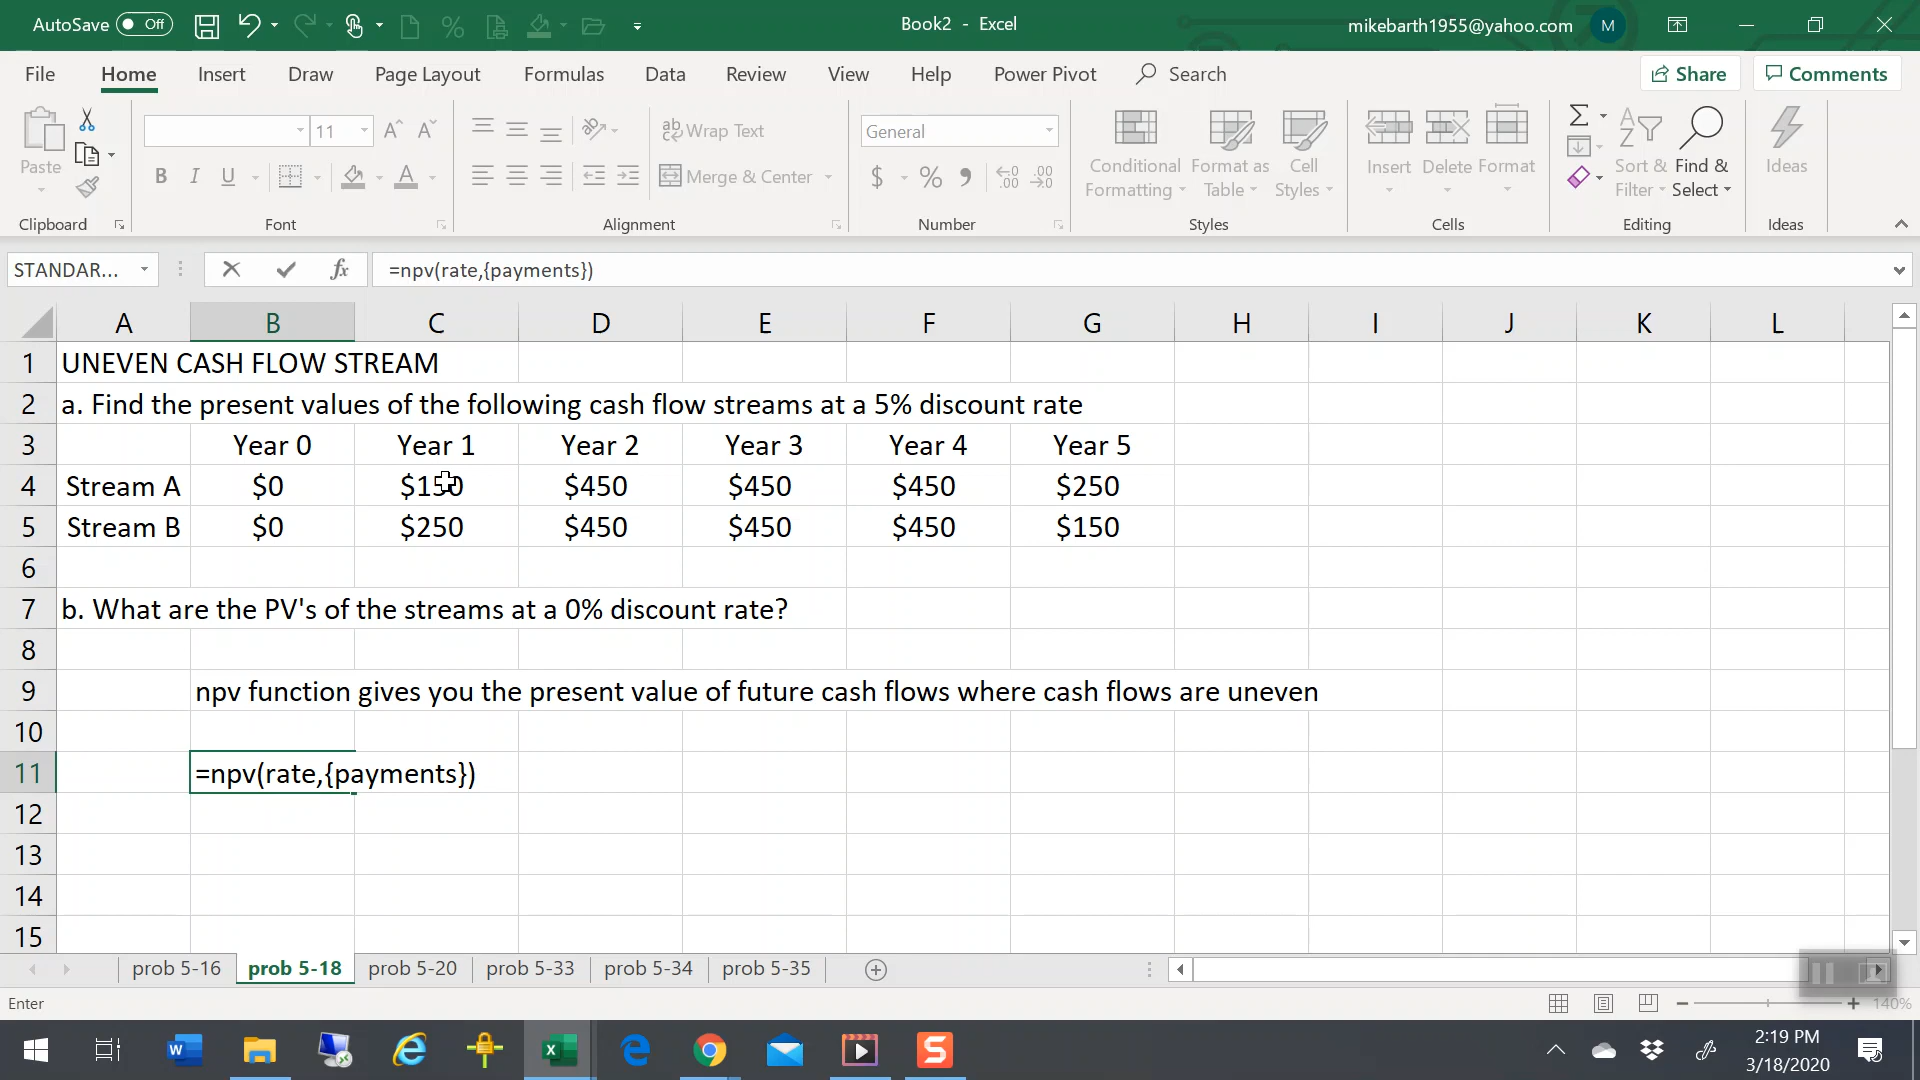 AutoSave Off
Book2 - Excel
mikebarth1955@yahoo.com M
File Home Insert Draw Page Layout Formulas Data Review View Help Power Pivot Search Share Comments
Paste
11
B I U
ab Wrap Text
Merge & Center
General
$ % 9
Conditional Formatting
Format as Table
Cell Styles
Insert Delete Format
Sort & Filter
Find & Select
Ideas
Clipboard Font Alignment Number Styles Cells Editing Ideas
STANDAR... fx =npv(rate,{payments})
A B C D E F G H I J K L
1 UNEVEN CASH FLOW STREAM
2 a. Find the present values of the following cash flow streams at a 5% discount rate
3 Year 0 Year 1 Year 2 Year 3 Year 4 Year 5
4 Stream A $0 $150 $450 $450 $450 $250
5 Stream B $0 $250 $450 $450 $450 $150
6
7 b. What are the PV's of the streams at a 0% discount rate?
8
9 npv function gives you the present value of future cash flows where cash flows are uneven
10
11 =npv(rate,{payments})
12
13
14
15
prob 5-16 prob 5-18 prob 5-20 prob 5-33 prob 5-34 prob 5-35
Enter
140%
2:19 PM
3/18/2020